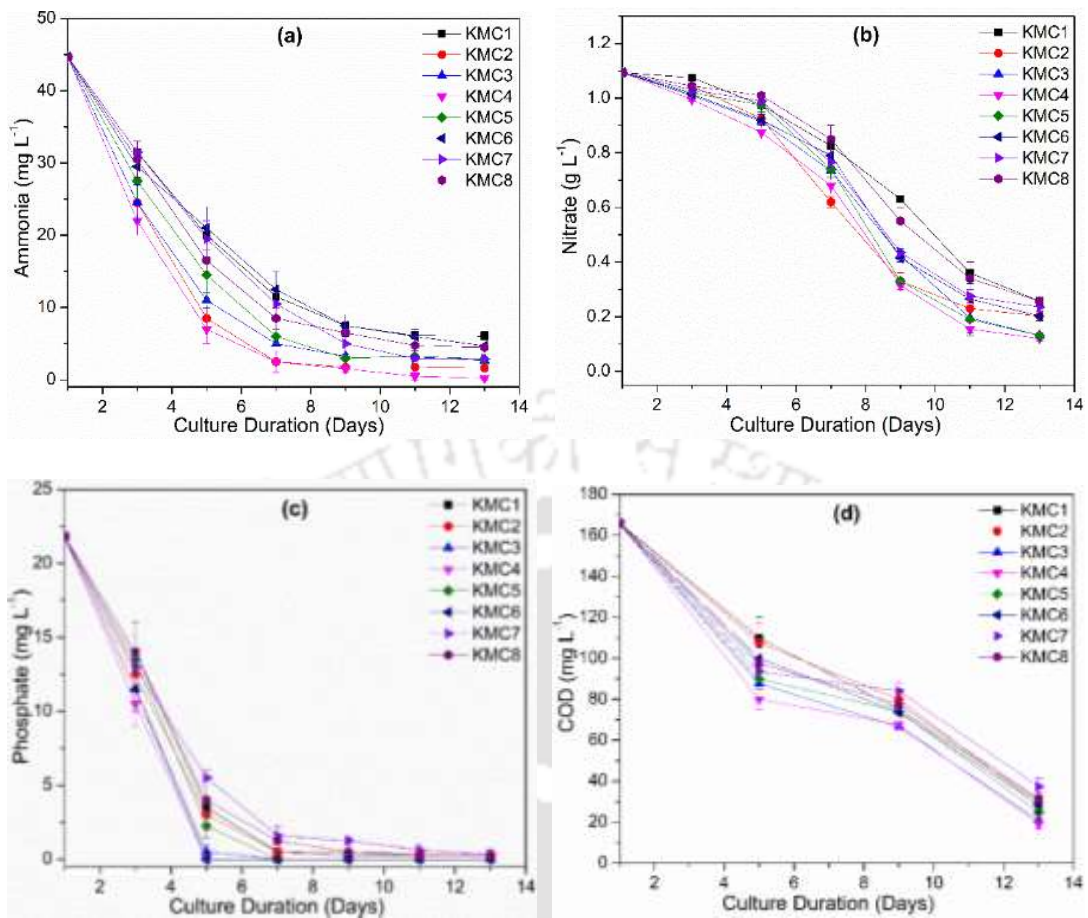 (a)
50
40
30
20
10
0
Ammonia (mg L⁻¹)
2 4 6 8 10 12 14
Culture Duration (Days)
KMC1
KMC2
KMC3
KMC4
KMC5
KMC6
KMC7
KMC8
(b)
1.2
1.0
0.8
0.6
0.4
0.2
0.0
Nitrate (g L⁻¹)
2 4 6 8 10 12 14
Culture Duration (Days)
KMC1
KMC2
KMC3
KMC4
KMC5
KMC6
KMC7
KMC8
(c)
25
20
15
10
5
0
Phosphate (mg L⁻¹)
2 4 6 8 10 12 14
Culture Duration (Days)
KMC1
KMC2
KMC3
KMC4
KMC5
KMC6
KMC7
KMC8
(d)
180
160
140
120
100
80
60
40
20
0
COD (mg L⁻¹)
2 4 6 8 10 12 14
Culture Duration (Days)
KMC1
KMC2
KMC3
KMC4
KMC5
KMC6
KMC7
KMC8